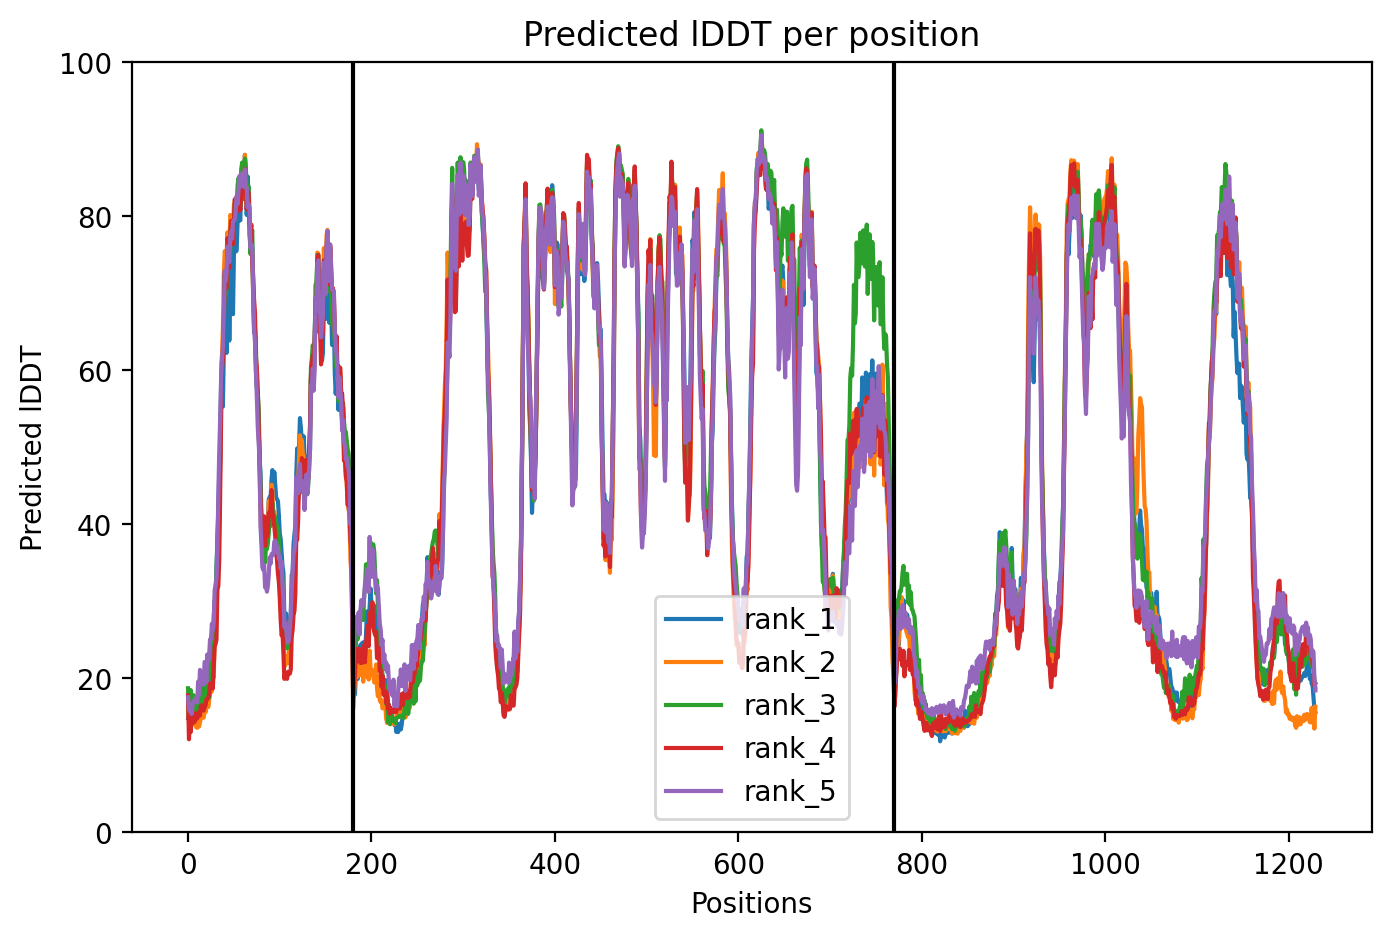 Predicted lDDT per position
Predicted lDDT
100
80
60
40
20
0
rank_1
rank_2
rank_3
rank_4
rank_5
0 200 400 600 800 1000 1200
Positions